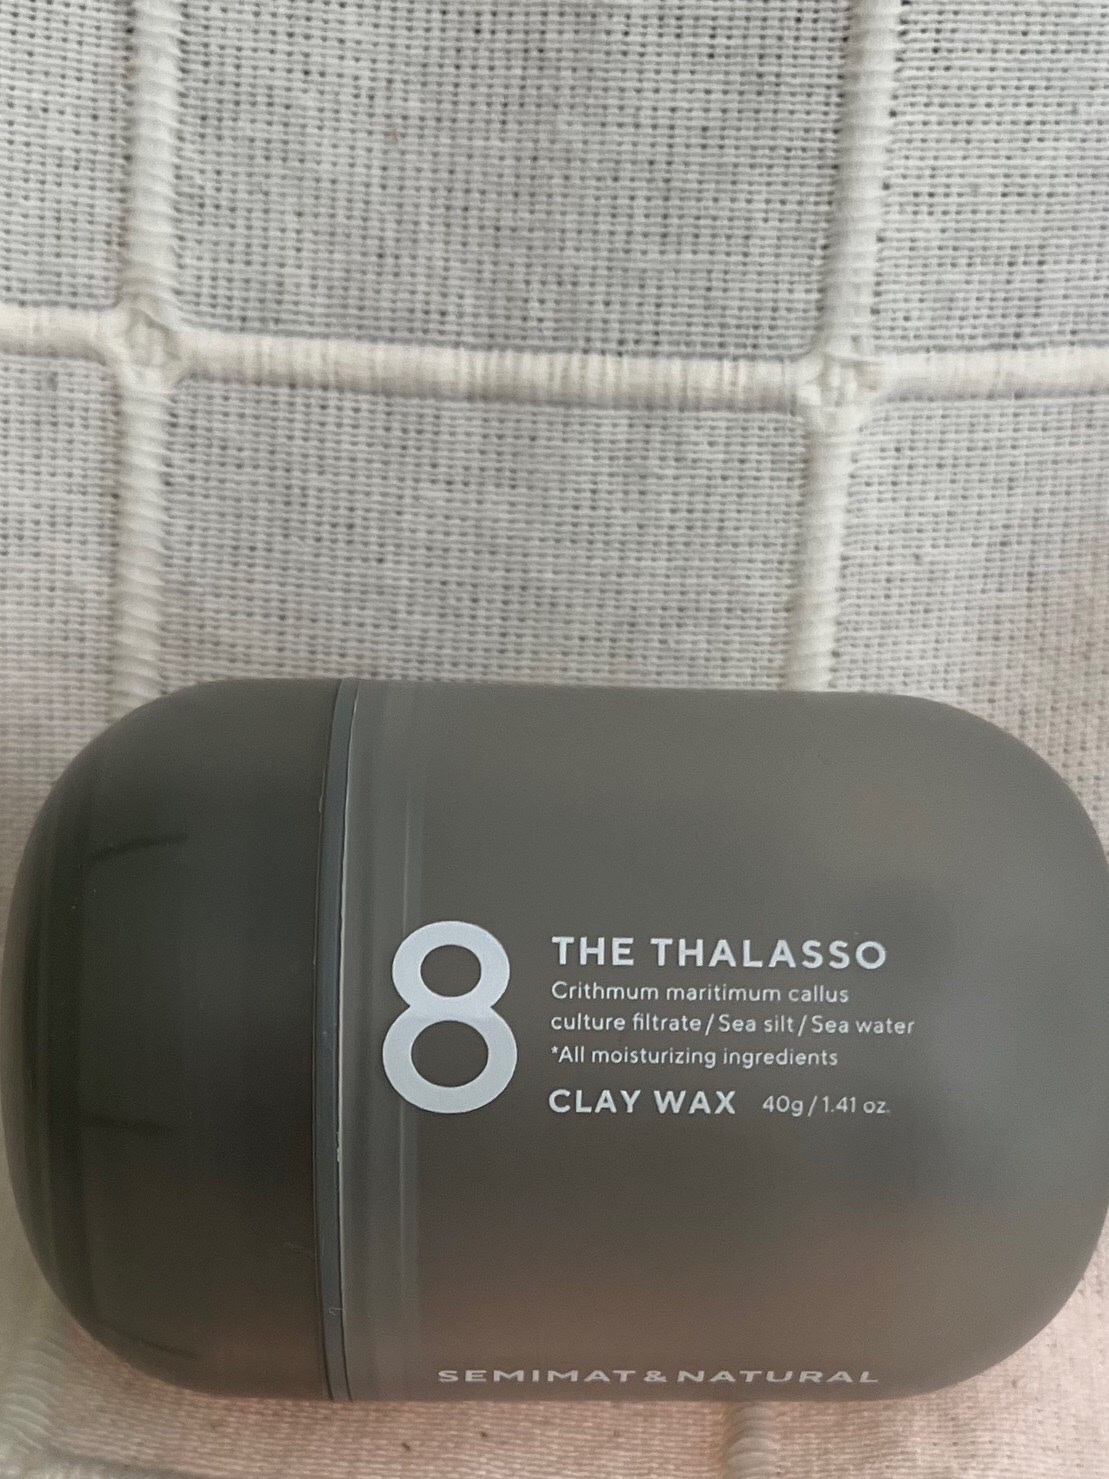 8
THE THALASSO
Crithmum maritimum callus
culture filtrate/Sea silt/Sea water
*All moisturizing ingredients
CLAY WAX 40g/1.41 oz.
SEMIMAT&NATURAL